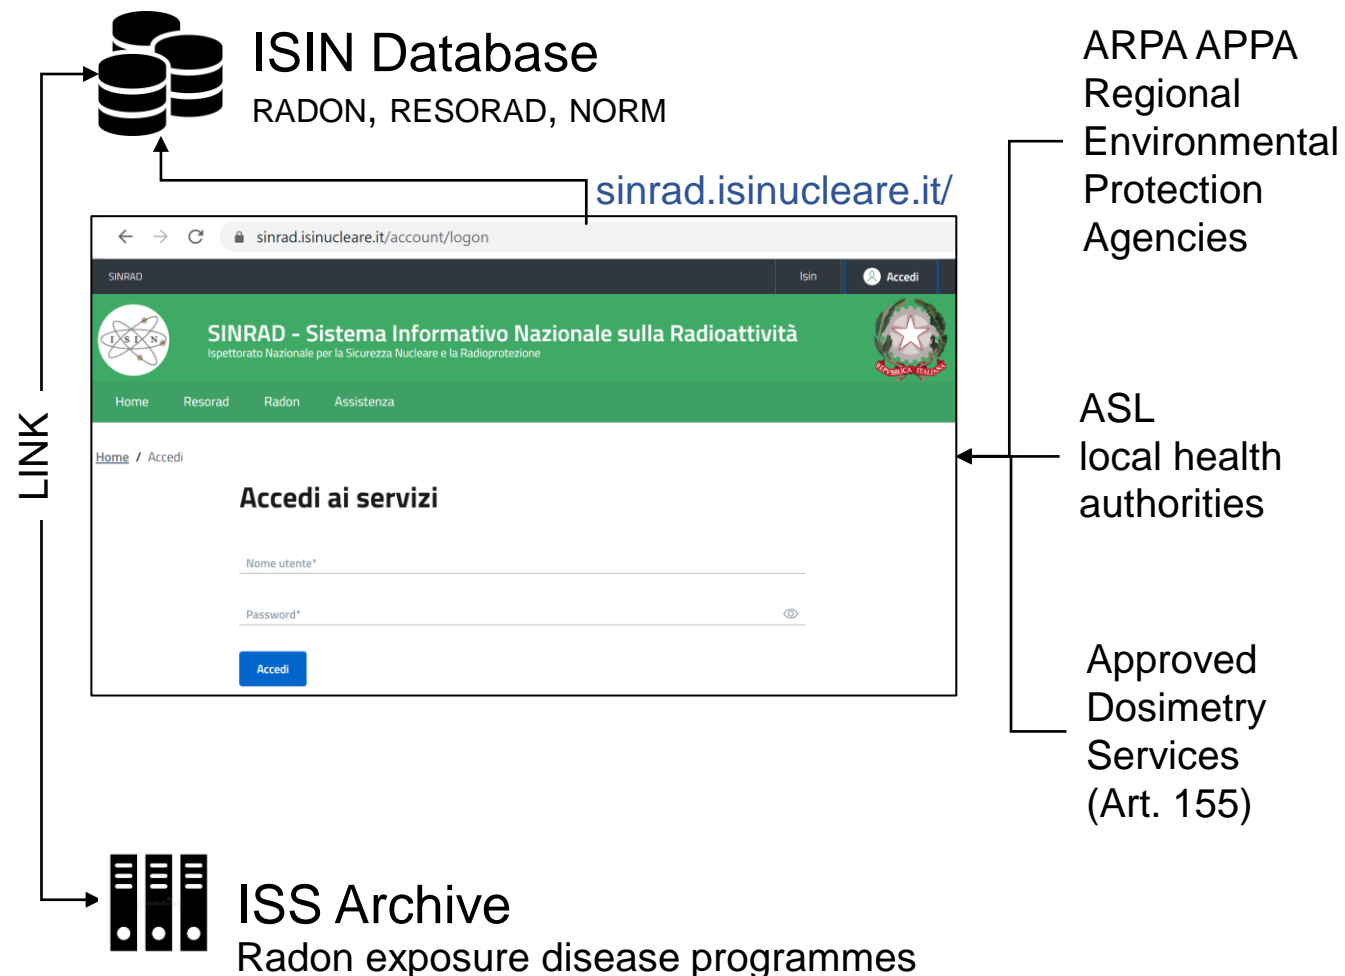 ISIN Database
RADON, RESORAD, NORM
sinrad.isinucleare.it/
sinrad.isinucleare.it/account/logon
SINRAD
Isin
Accedi
I S I N
SINRAD - Sistema Informativo Nazionale sulla Radioattività
Ispettorato Nazionale per la Sicurezza Nucleare e la Radioprotezione
REPVBBLICA ITALIANA
Home
Resorad
Radon
Assistenza
Home / Accedi
Accedi ai servizi
Nome utente*
Password*
Accedi
LINK
ARPA APPA
Regional
Environmental
Protection
Agencies
ASL
local health
authorities
Approved
Dosimetry
Services
(Art. 155)
ISS Archive
Radon exposure disease programmes